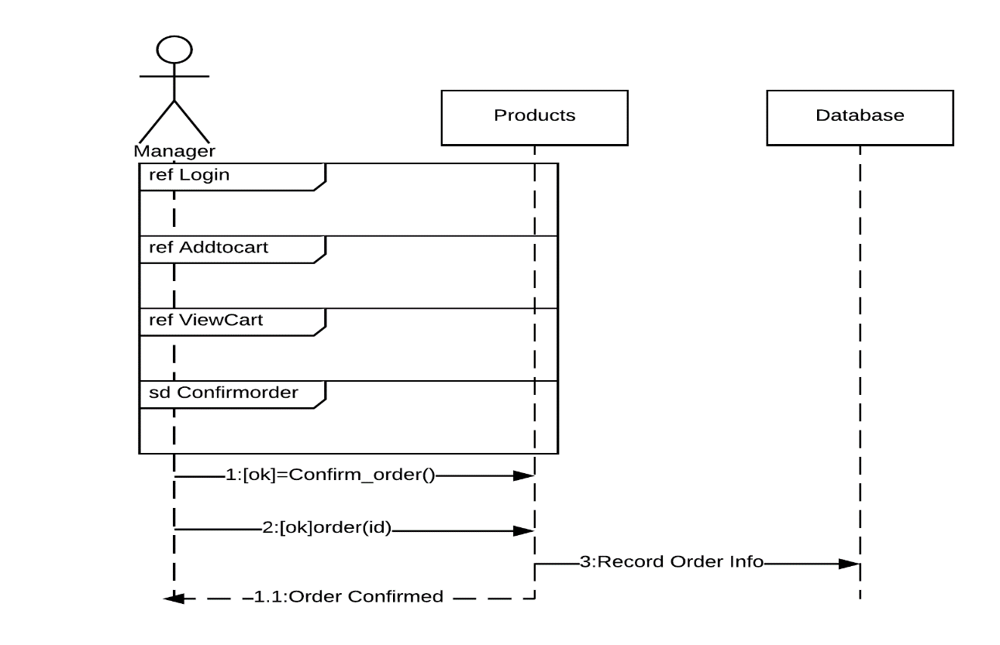 Products
Database
Manager
ref Login
ref Addtocart
ref ViewCart
sd Confirmorder
1:[ok]=Confirm_order()
2:[ok]order(id)
3:Record Order Info
1.1:Order Confirmed